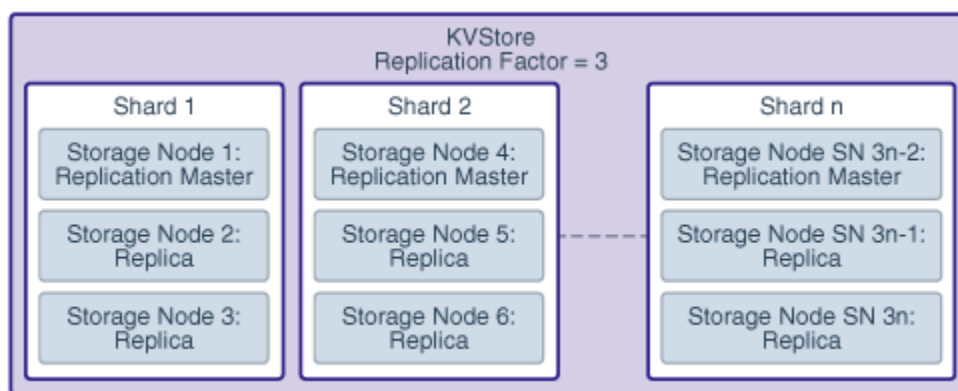 KVStore
Replication Factor = 3
Shard 1
Storage Node 1:
Replication Master
Storage Node 2:
Replica
Storage Node 3:
Replica
Shard 2
Storage Node 4:
Replication Master
Storage Node 5:
Replica
Storage Node 6:
Replica
Shard n
Storage Node SN 3n-2:
Replication Master
Storage Node SN 3n-1:
Replica
Storage Node SN 3n:
Replica